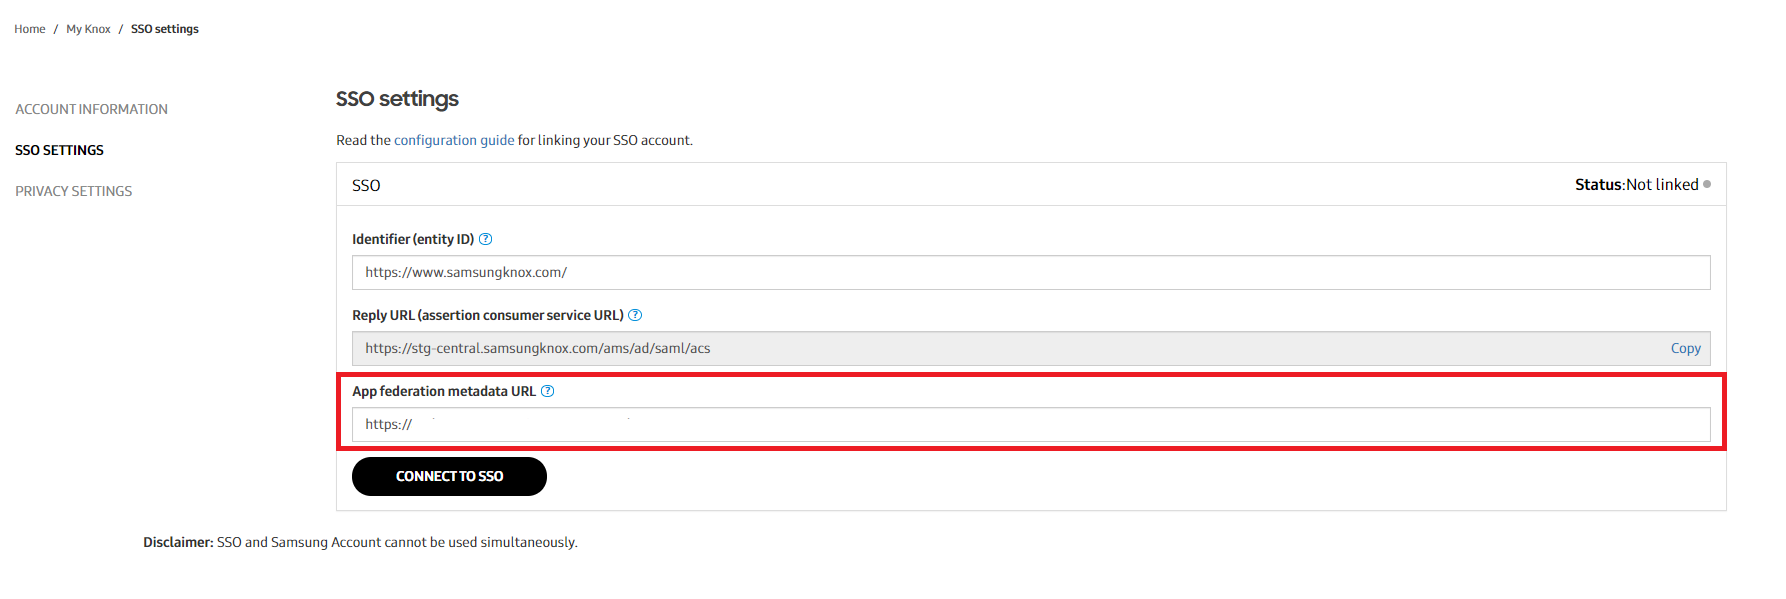 Home / My Knox / SSO settings
ACCOUNT INFORMATION
SSO SETTINGS
PRIVACY SETTINGS
SSO settings
Read the configuration guide for linking your SSO account.
SSO Status:Not linked
Identifier (entity ID) ?
https://www.samsungknox.com/
Reply URL (assertion consumer service URL) ?
https://stg-central.samsungknox.com/ams/ad/saml/acs Copy
App federation metadata URL ?
https://
CONNECT TO SSO
Disclaimer: SSO and Samsung Account cannot be used simultaneously.